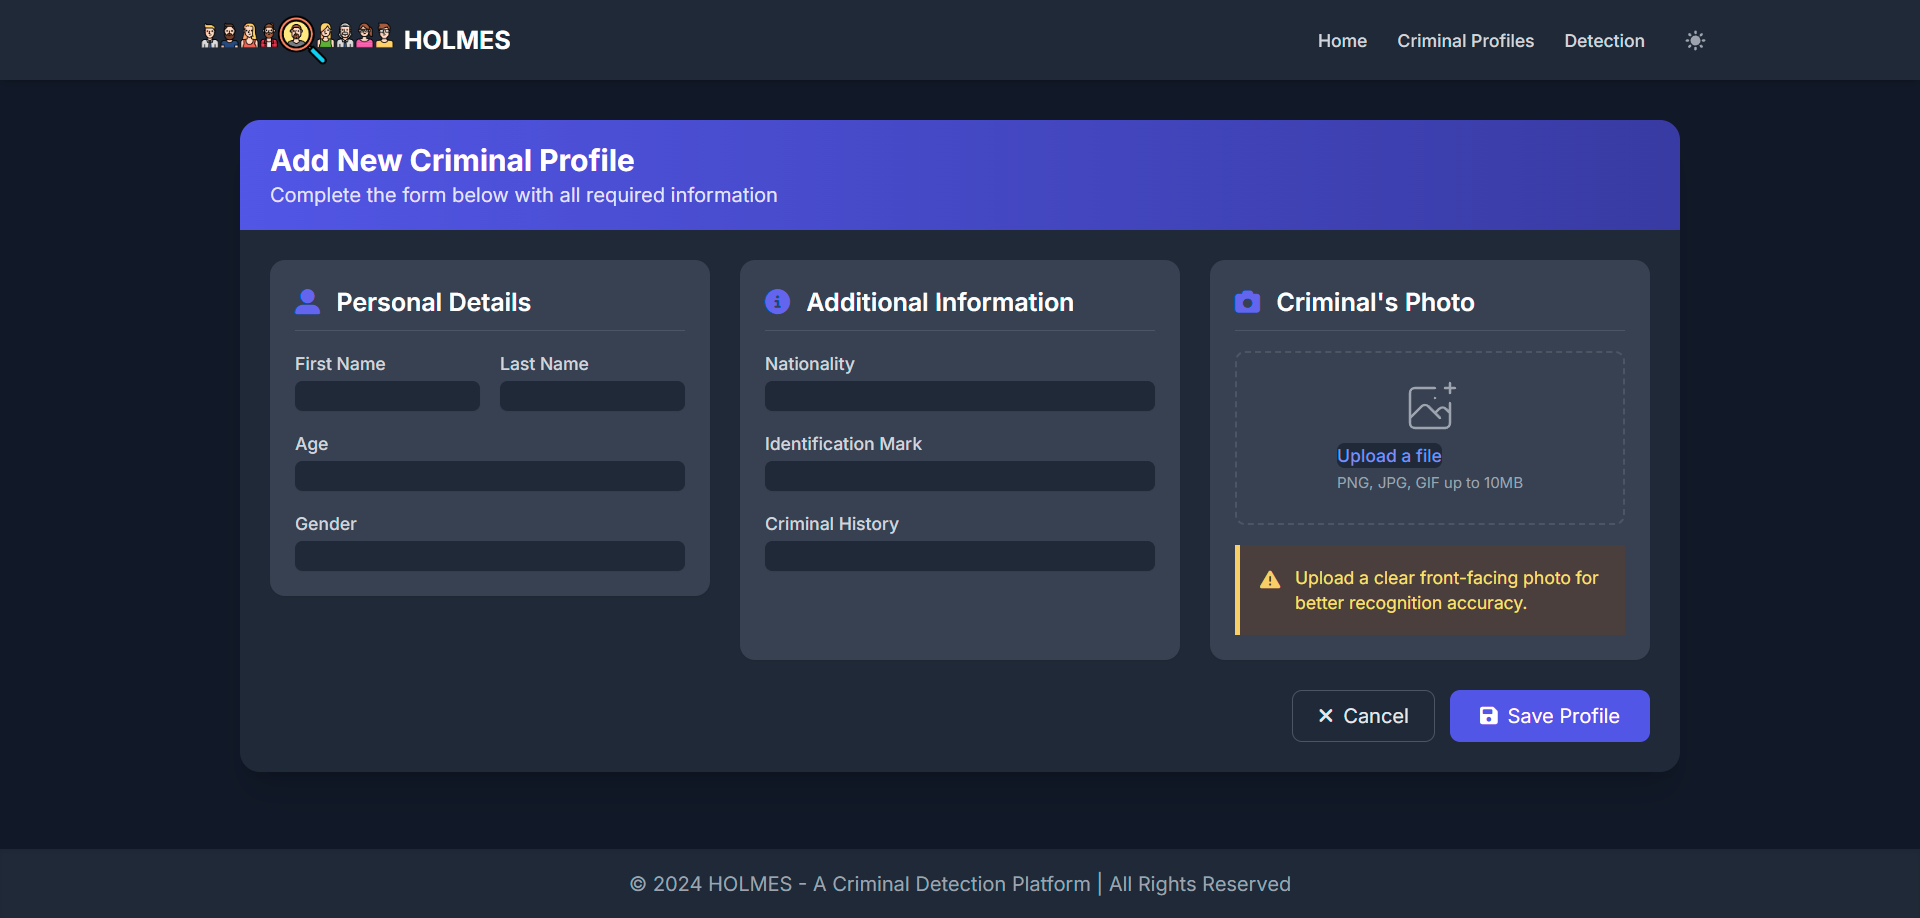 HOLMES
Home
Criminal Profiles
Detection
Add New Criminal Profile
Complete the form below with all required information
Personal Details
First Name
Last Name
Age
Gender
Additional Information
Nationality
Identification Mark
Criminal History
Criminal's Photo
Upload a file
PNG, JPG, GIF up to 10MB
Upload a clear front-facing photo for
better recognition accuracy.
Cancel
Save Profile
© 2024 HOLMES - A Criminal Detection Platform | All Rights Reserved